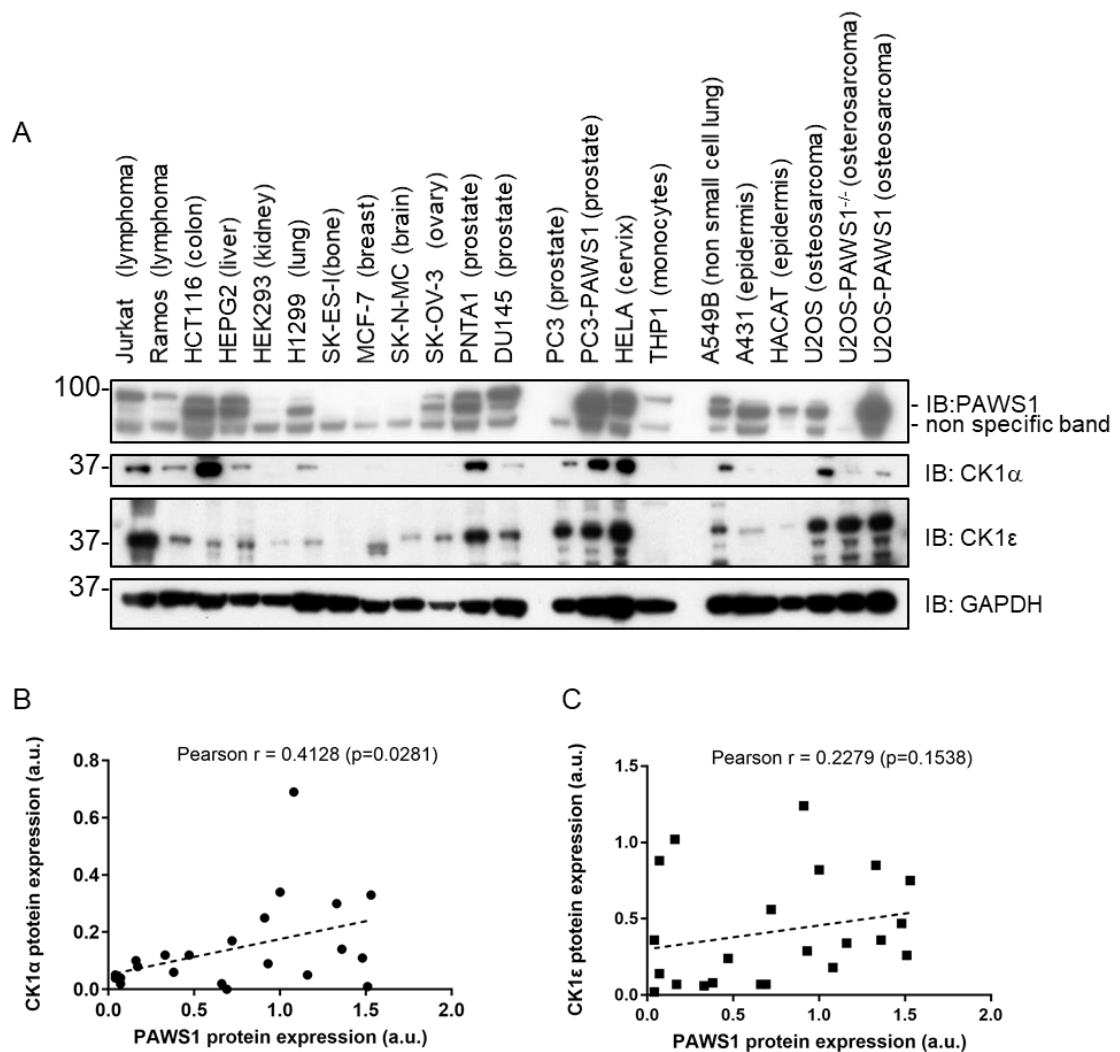 A
Jurkat (lymphoma)
Ramos (lymphoma
HCT116 (colon)
HEPG2 (liver)
HEK293 (kidney)
H1299 (lung)
SK-ES-I(bone)
MCF-7 (breast)
SK-N-MC (brain)
SK-OV-3 (ovary)
PNTA1 (prostate)
DU145 (prostate)
PC3 (prostate)
PC3-PAWS1 (prostate)
HELA (cervix)
THP1 (monocytes)
A549B (non small cell lung)
A431 (epidermis)
HACAT (epidermis)
U2OS (osteosarcoma)
U2OS-PAWS1-/- (osterosarcoma)
U2OS-PAWS1 (osteosarcoma)
100-
- IB:PAWS1
- non specific band
37-
IB: CK1α
37-
IB: CK1ε
37-
IB: GAPDH
B
Pearson r = 0.4128 (p=0.0281)
CK1α ptotein expression (a.u.)
0.8
0.6
0.4
0.2
0.0
0.0 0.5 1.0 1.5 2.0
PAWS1 protein expression (a.u.)
C
Pearson r = 0.2279 (p=0.1538)
CK1ε ptotein expression (a.u.)
1.5
1.0
0.5
0.0
0.0 0.5 1.0 1.5 2.0
PAWS1 protein expression (a.u.)